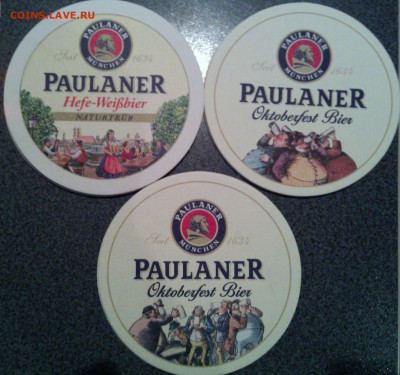 COINS.LAVE.RU
PAULANER
MÜNCHEN
Seit 1634
PAULANER
Hefe-Weißbier
NATURTRÜB
PAULANER
MÜNCHEN
Seit 1634
PAULANER
Oktoberfest Bier
PAULANER
MÜNCHEN
Seit 1634
PAULANER
Oktoberfest Bier